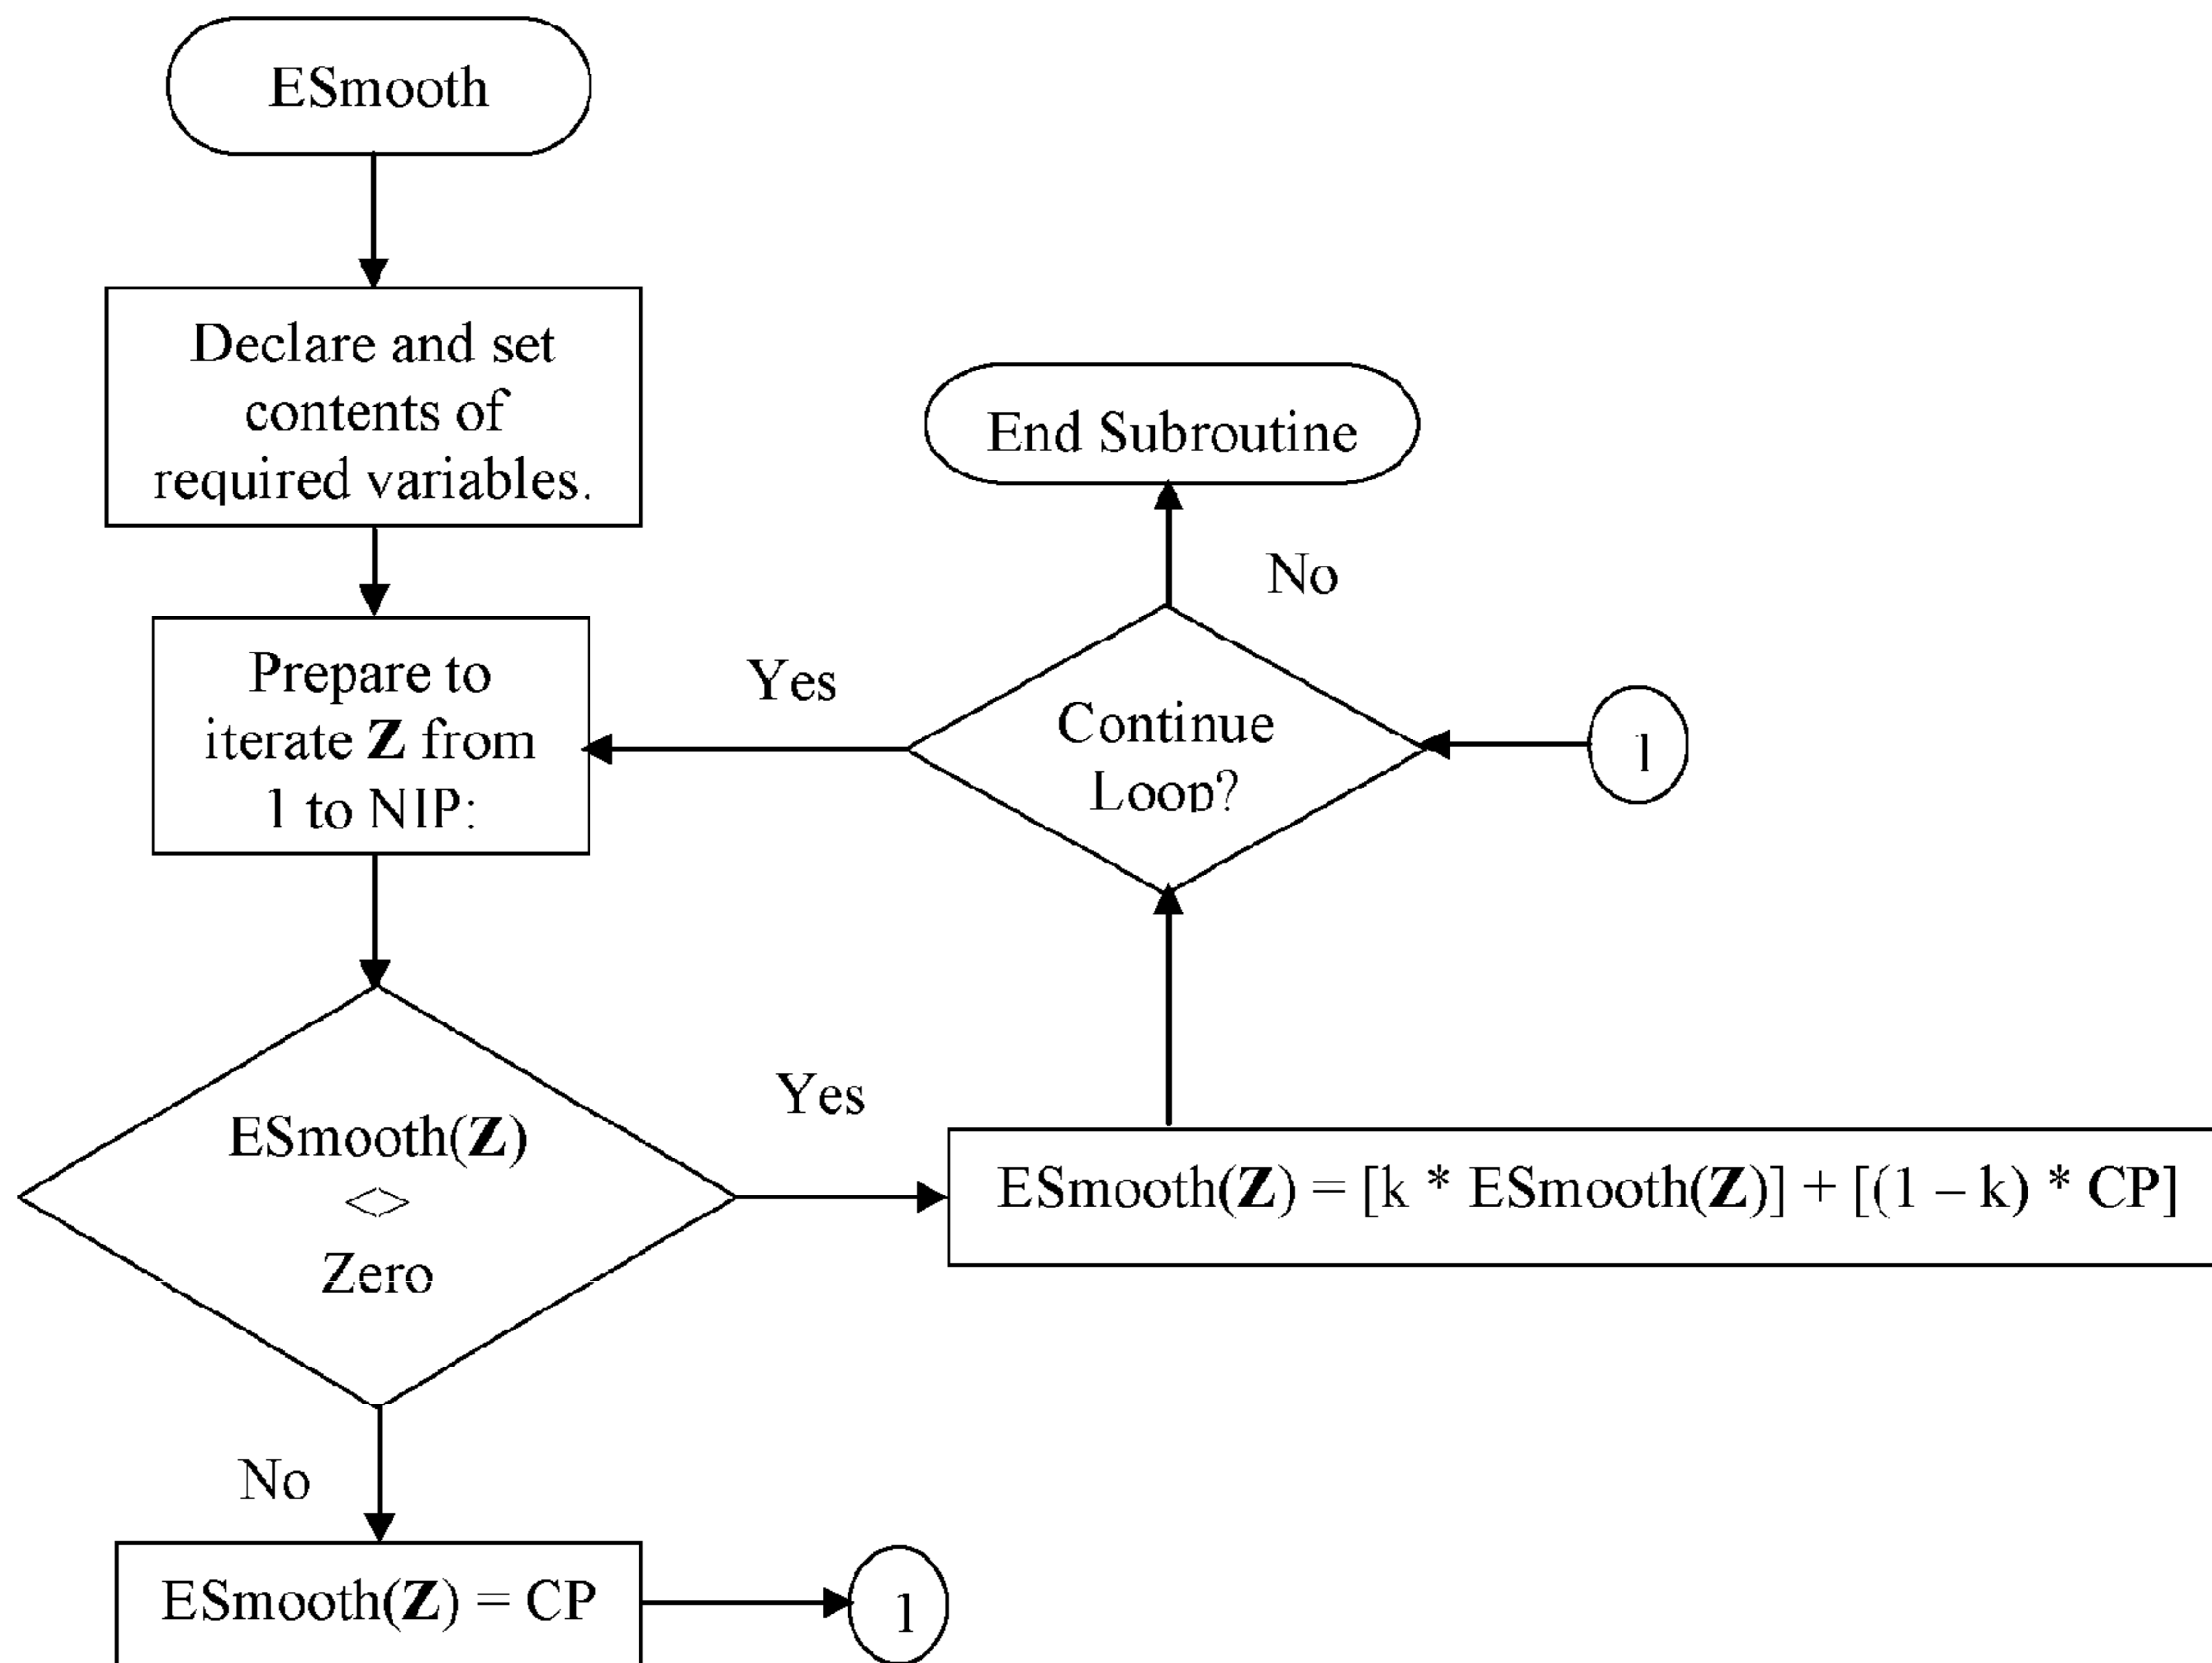 ESmooth
Declare and set
contents of
required variables.
Prepare to
iterate Z from
1 to NIP:
ESmooth(Z)
<>
Zero
No
ESmooth(Z) = CP
1
Yes
ESmooth(Z) = [k * ESmooth(Z)] + [(1 – k) * CP]
Continue
Loop?
1
Yes
No
End Subroutine